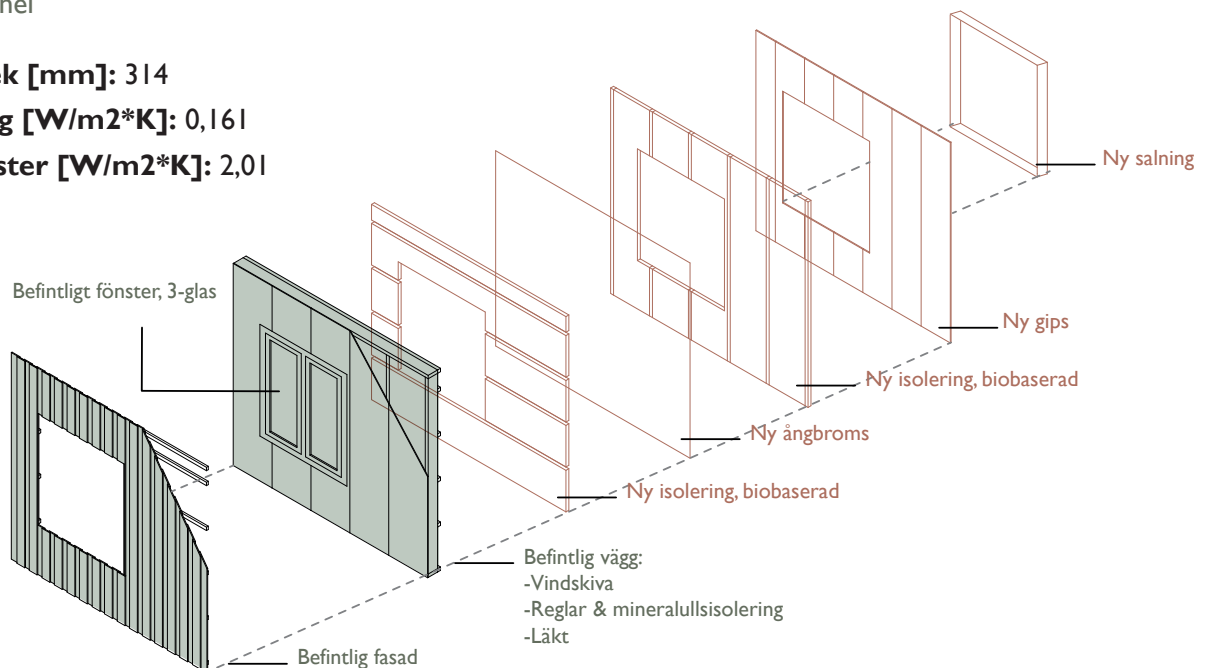 [mm]: 314
[W/m2*K]: 0,161
[W/m2*K]: 2,01
Ny salning
Befintligt fönster, 3-glas
Ny gips
Ny isolering, biobaserad
Ny ångbroms
Ny isolering, biobaserad
Befintlig vägg:
-Vindskiva
-Reglar & mineralullsisolering
-Läkt
Befintlig fasad